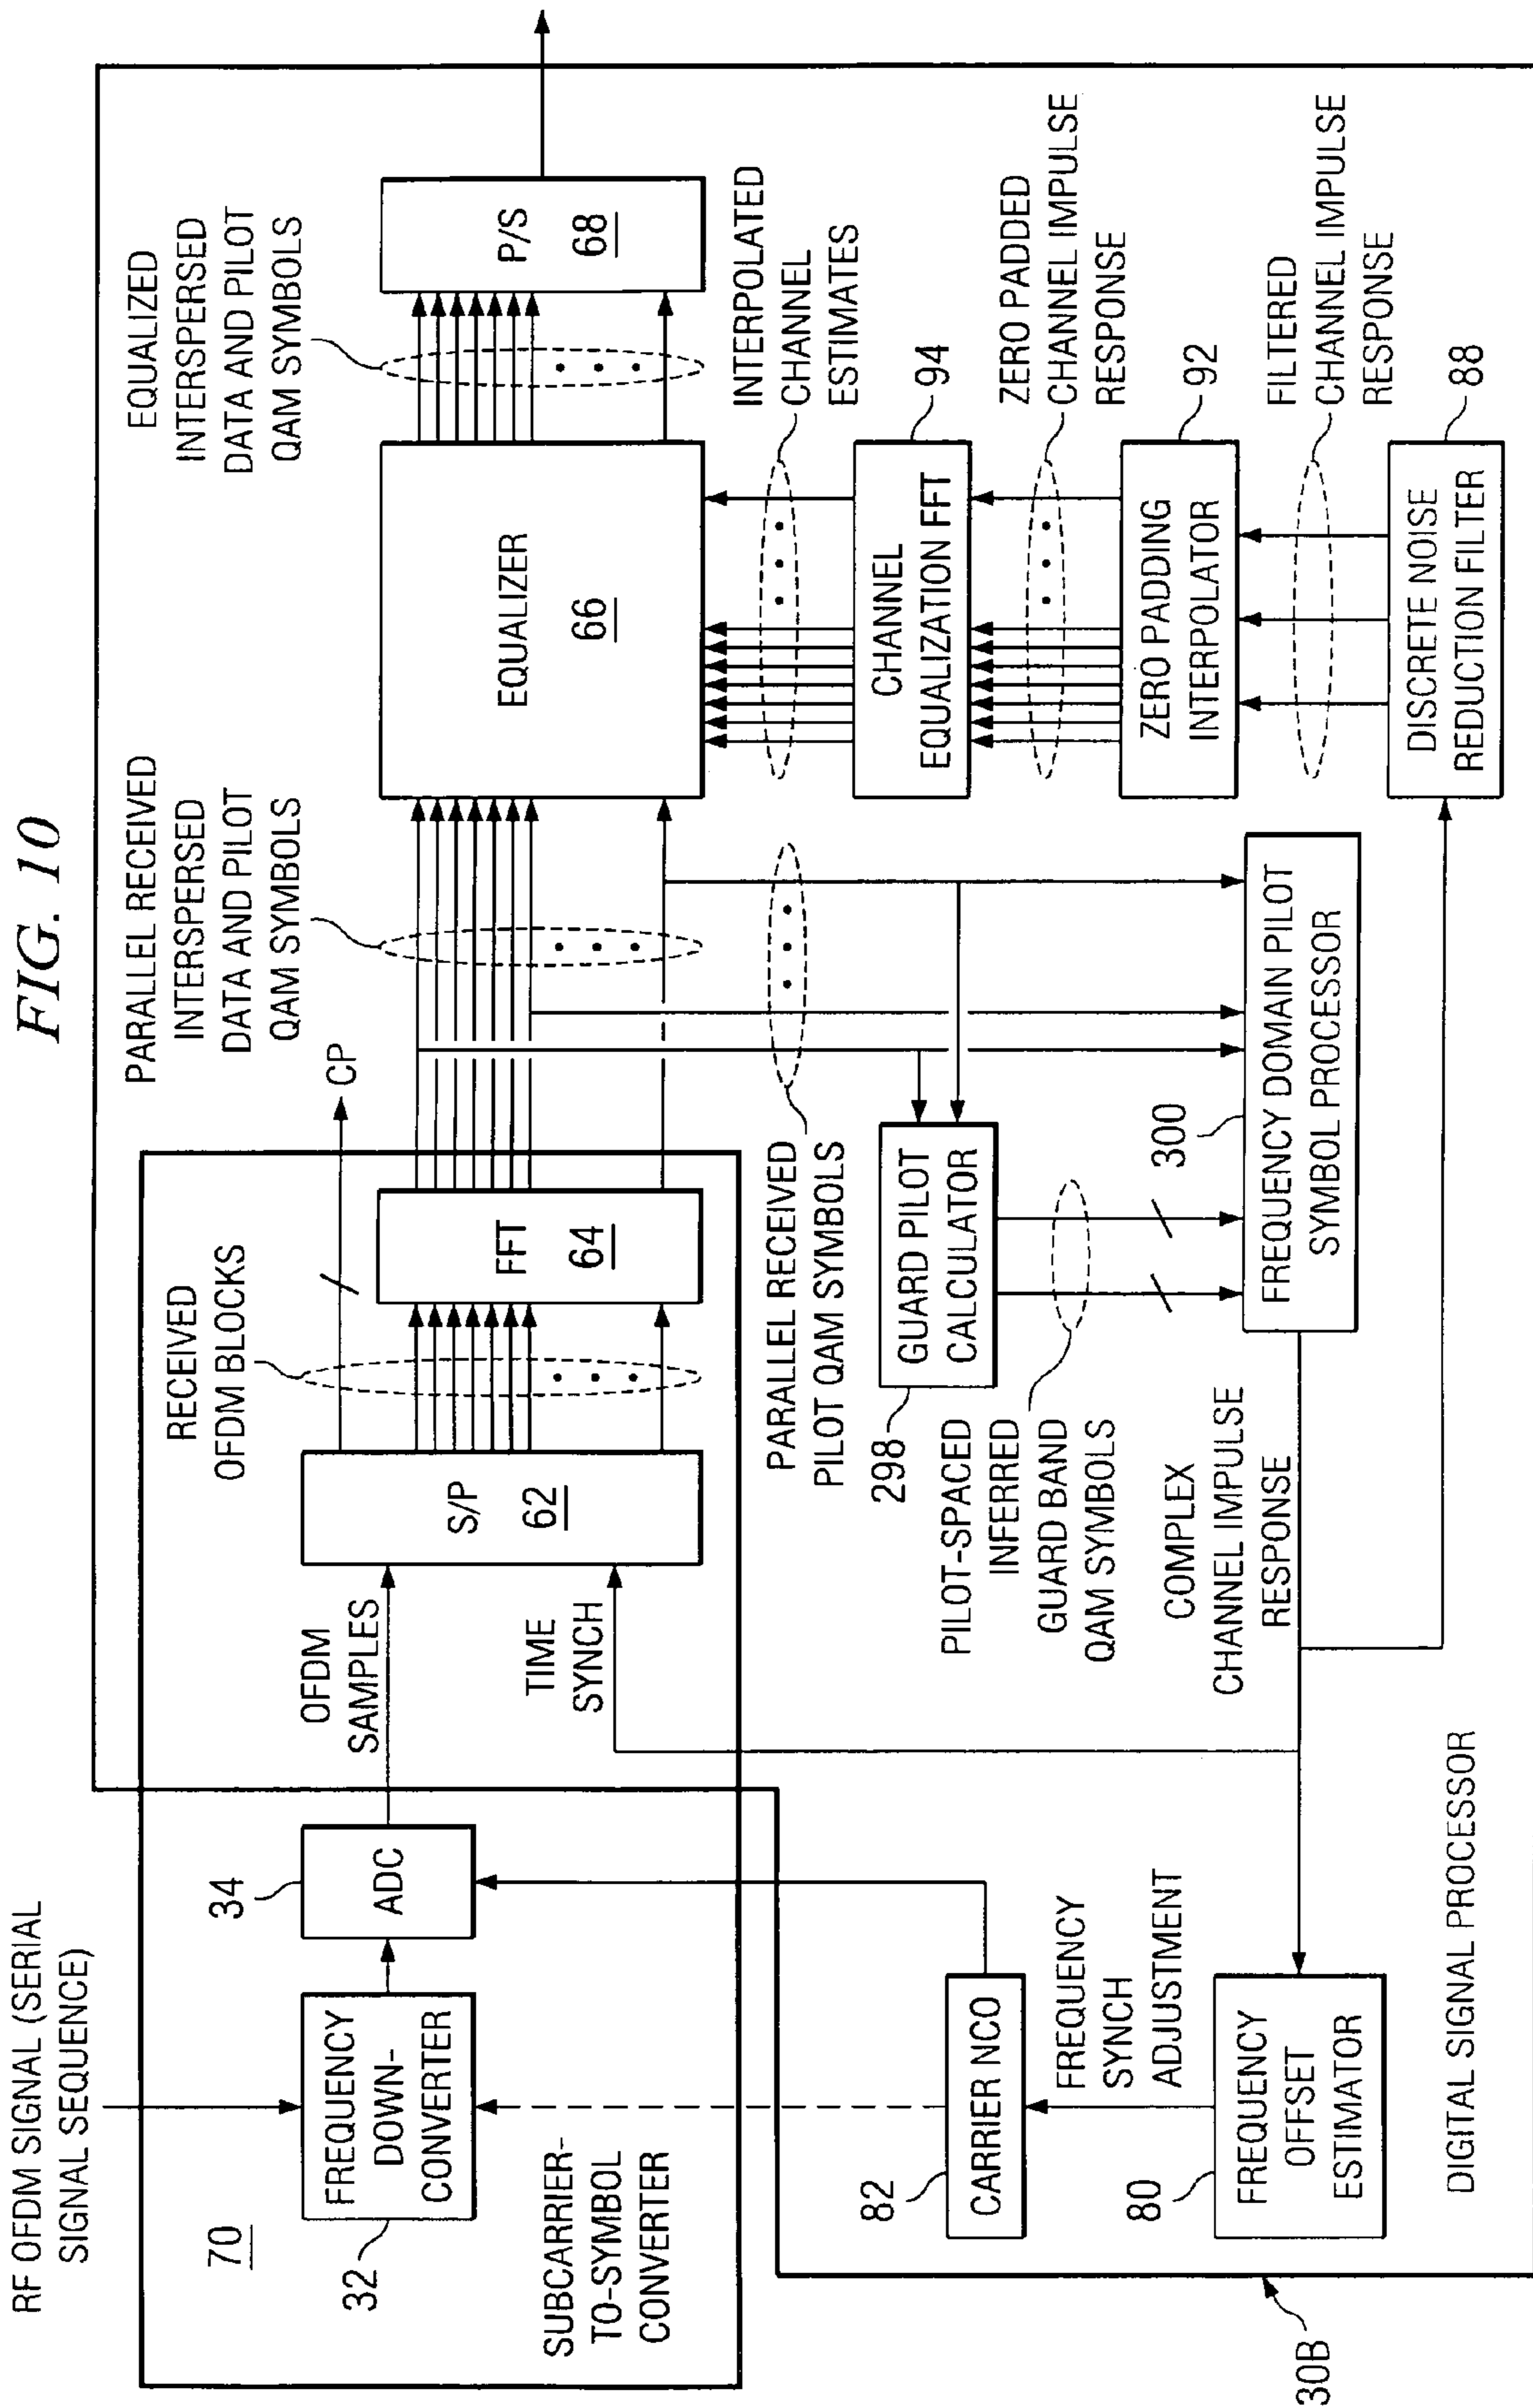 FIG. 10
RF OFDM SIGNAL (SERIAL
SIGNAL SEQUENCE)
70
FREQUENCY
DOWN-
CONVERTER
32
34
ADC
SUBCARRIER-
TO-SYMBOL
CONVERTER
OFDM
SAMPLES
TIME
SYNCH
S/P
62
RECEIVED
OFDM BLOCKS
FFT
64
CP
PARALLEL RECEIVED
INTERSPERSED
DATA AND PILOT
QAM SYMBOLS
EQUALIZER
66
EQUALIZED
INTERSPERSED
DATA AND PILOT
QAM SYMBOLS
P/S
68
PARALLEL RECEIVED
PILOT QAM SYMBOLS
INTERPOLATED
CHANNEL
ESTIMATES
CHANNEL
EQUALIZATION FFT
94
ZERO PADDED
CHANNEL IMPULSE
RESPONSE
ZERO PADDING
INTERPOLATOR
92
FILTERED
CHANNEL IMPULSE
RESPONSE
DISCRETE NOISE
REDUCTION FILTER
88
GUARD PILOT
CALCULATOR
298
PILOT-SPACED
INFERRED
GUARD BAND
QAM SYMBOLS
300
FREQUENCY DOMAIN PILOT
SYMBOL PROCESSOR
COMPLEX
CHANNEL IMPULSE
RESPONSE
82
CARRIER NCO
FREQUENCY
SYNCH
ADJUSTMENT
80
FREQUENCY
OFFSET
ESTIMATOR
DIGITAL SIGNAL PROCESSOR
30B